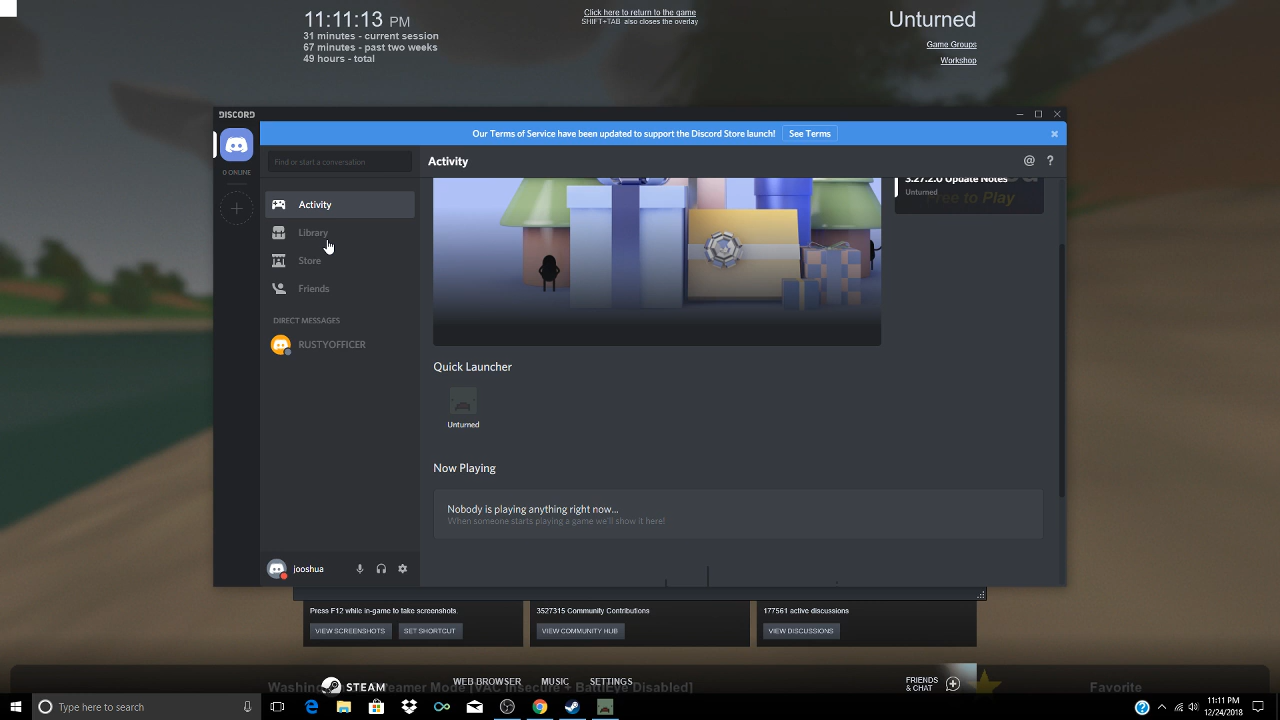 11:11:13 PM
31 minutes - current session
67 minutes - past two weeks
49 hours - total
Click here to return to the game
SHIFT+TAB also closes the overlay
Unturned
Game Groups
Workshop
DISCORD
Our Terms of Service have been updated to support the Discord Store launch!
See Terms
0 ONLINE
Find or start a conversation
Activity
Library
Store
Friends
DIRECT MESSAGES
RUSTYOFFICER
jooshua
Activity
@ ?
3.27.2.0 Update Notes
Unturned
Free to Play
Quick Launcher
Unturned
Now Playing
Nobody is playing anything right now...
When someone starts playing a game we'll show it here!
Press F12 while in-game to take screenshots.
VIEW SCREENSHOTS
SET SHORTCUT
3527315 Community Contributions
VIEW COMMUNITY HUB
177561 active discussions
VIEW DISCUSSIONS
STEAM
WEB BROWSER
MUSIC
SETTINGS
FRIENDS
& CHAT
[VAC Insecure + BattlEye Disabled]
Favorite
Type here to search
11:11 PM
12/24/2018